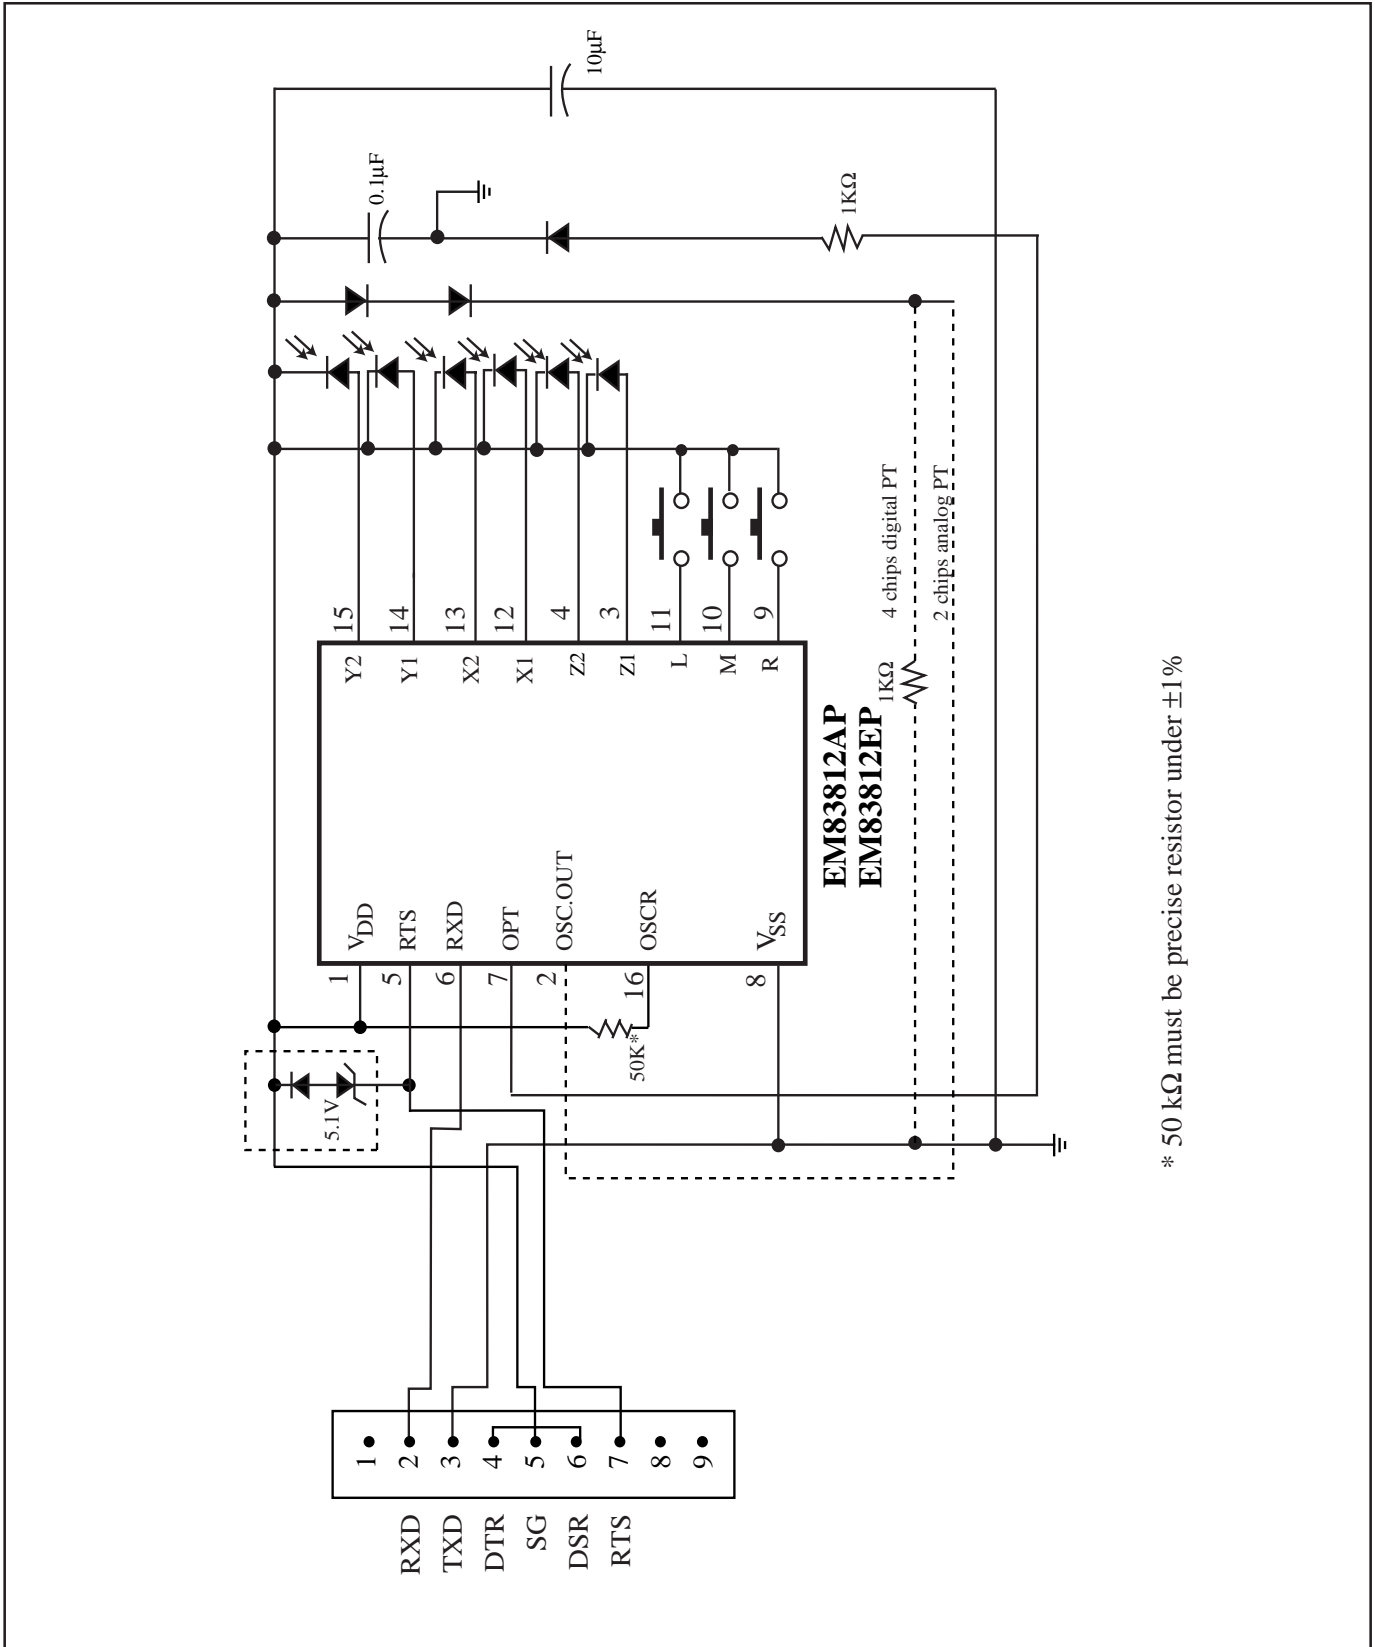 10µF
0.1µF
1KΩ
4 chips digital PT
2 chips analog PT
15
14
13
12
4
3
11
10
9
Y2
Y1
X2
X1
Z2
Z1
L
M
R
1KΩ
EM83812AP
EM83812EP
VDD
RTS
RXD
OPT
OSC.OUT
OSCR
VSS
1
5
6
7
2
16
8
50K*
5.1V
* 50 kΩ must be precise resistor under ±1%
1
2
3
4
5
6
7
8
9
RXD
TXD
DTR
SG
DSR
RTS